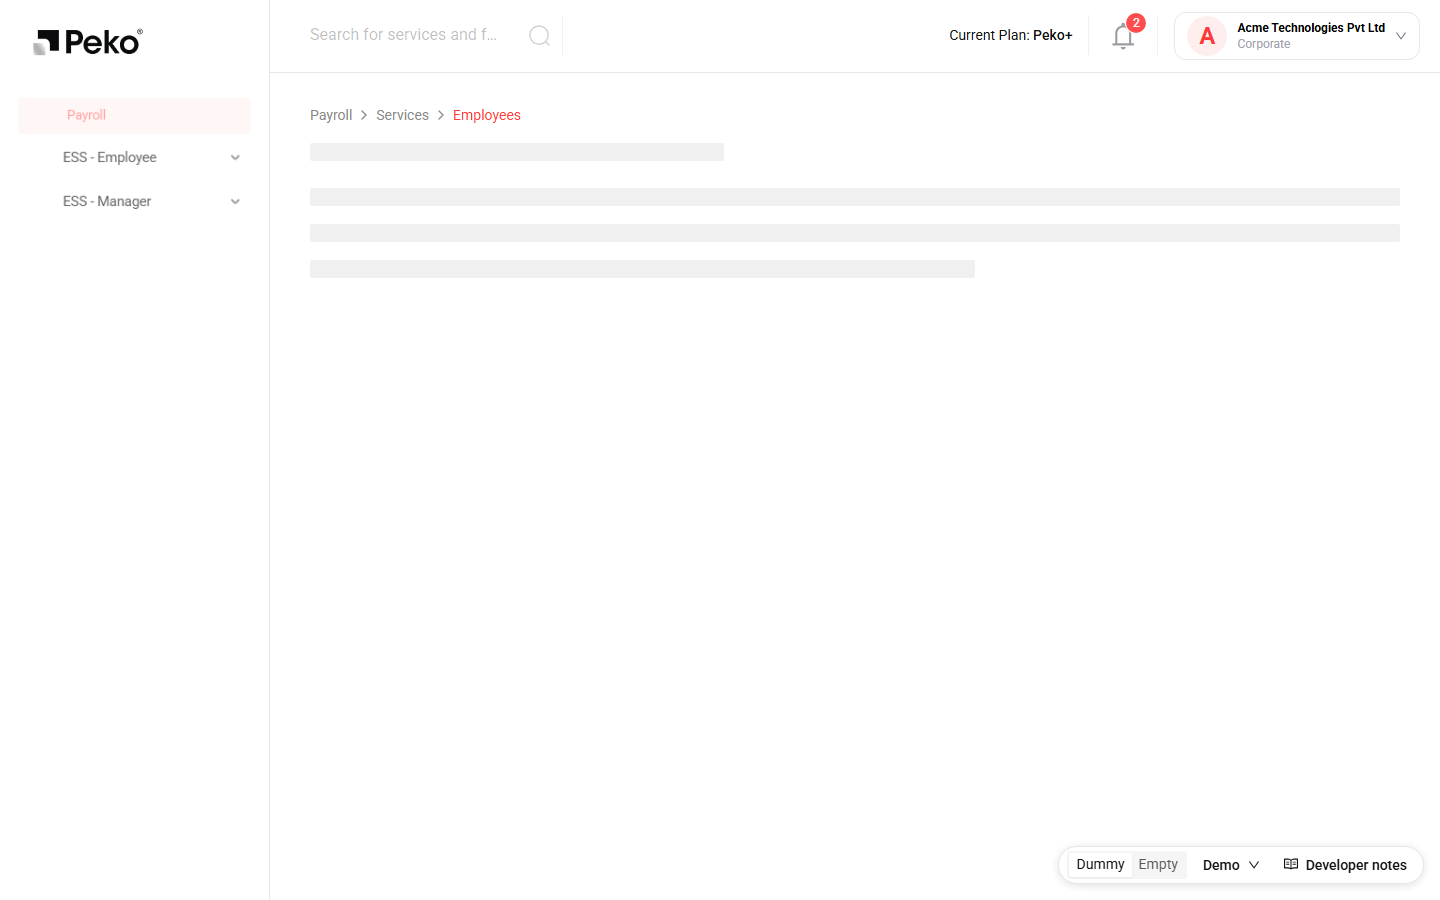 Peko®
Search for services and f...
Current Plan: Peko+
2
A
Acme Technologies Pvt Ltd
Corporate
Payroll
ESS - Employee
ESS - Manager
Payroll > Services > Employees
Dummy
Empty
Demo
Developer notes